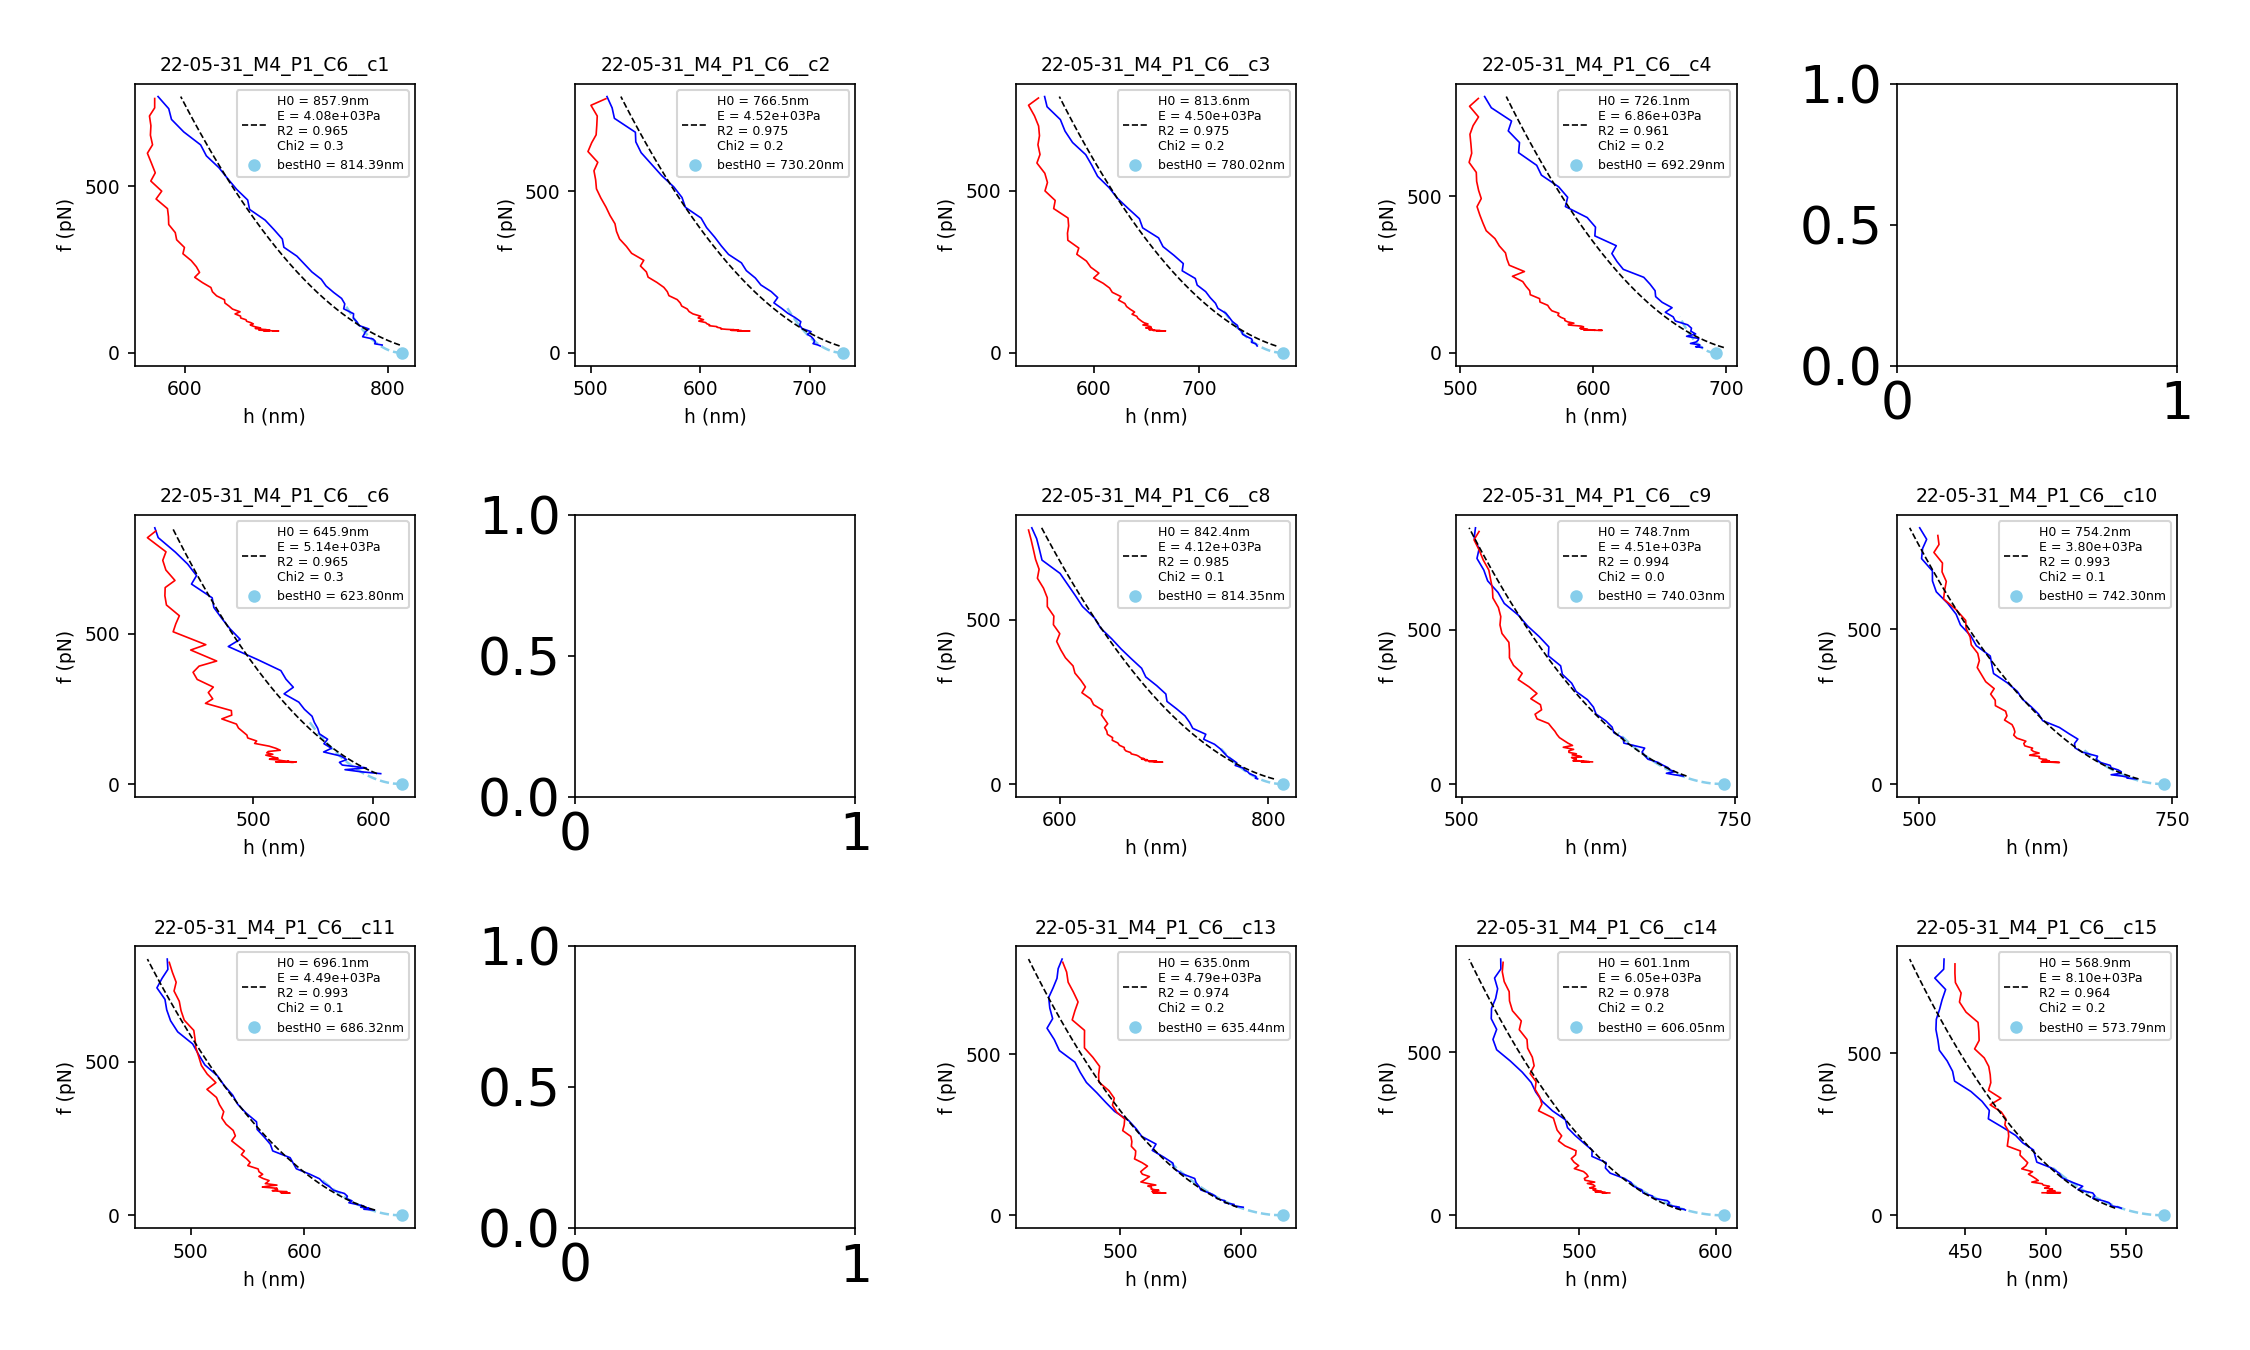 22-05-31_M4_P1_C6__c1
H0 = 857.9nm
E = 4.08e+03Pa
R2 = 0.965
Chi2 = 0.3
bestH0 = 814.39nm
f (pN)
500
0
600 800
h (nm)
22-05-31_M4_P1_C6__c2
H0 = 766.5nm
E = 4.52e+03Pa
R2 = 0.975
Chi2 = 0.2
bestH0 = 730.20nm
f (pN)
500
0
500 600 700
h (nm)
22-05-31_M4_P1_C6__c3
H0 = 813.6nm
E = 4.50e+03Pa
R2 = 0.975
Chi2 = 0.2
bestH0 = 780.02nm
f (pN)
500
0
600 700
h (nm)
22-05-31_M4_P1_C6__c4
H0 = 726.1nm
E = 6.86e+03Pa
R2 = 0.961
Chi2 = 0.2
bestH0 = 692.29nm
f (pN)
500
0
500 600 700
h (nm)
1.0
0.5
0.0
0 1
22-05-31_M4_P1_C6__c6
H0 = 645.9nm
E = 5.14e+03Pa
R2 = 0.965
Chi2 = 0.3
bestH0 = 623.80nm
f (pN)
500
0
500 600
h (nm)
1.0
0.5
0.0
0 1
22-05-31_M4_P1_C6__c8
H0 = 842.4nm
E = 4.12e+03Pa
R2 = 0.985
Chi2 = 0.1
bestH0 = 814.35nm
f (pN)
500
0
600 800
h (nm)
22-05-31_M4_P1_C6__c9
H0 = 748.7nm
E = 4.51e+03Pa
R2 = 0.994
Chi2 = 0.0
bestH0 = 740.03nm
f (pN)
500
0
500 750
h (nm)
22-05-31_M4_P1_C6__c10
H0 = 754.2nm
E = 3.80e+03Pa
R2 = 0.993
Chi2 = 0.1
bestH0 = 742.30nm
f (pN)
500
0
500 750
h (nm)
22-05-31_M4_P1_C6__c11
H0 = 696.1nm
E = 4.49e+03Pa
R2 = 0.993
Chi2 = 0.1
bestH0 = 686.32nm
f (pN)
500
0
500 600
h (nm)
1.0
0.5
0.0
0 1
22-05-31_M4_P1_C6__c13
H0 = 635.0nm
E = 4.79e+03Pa
R2 = 0.974
Chi2 = 0.2
bestH0 = 635.44nm
f (pN)
500
0
500 600
h (nm)
22-05-31_M4_P1_C6__c14
H0 = 601.1nm
E = 6.05e+03Pa
R2 = 0.978
Chi2 = 0.2
bestH0 = 606.05nm
f (pN)
500
0
500 600
h (nm)
22-05-31_M4_P1_C6__c15
H0 = 568.9nm
E = 8.10e+03Pa
R2 = 0.964
Chi2 = 0.2
bestH0 = 573.79nm
f (pN)
500
0
450 500 550
h (nm)